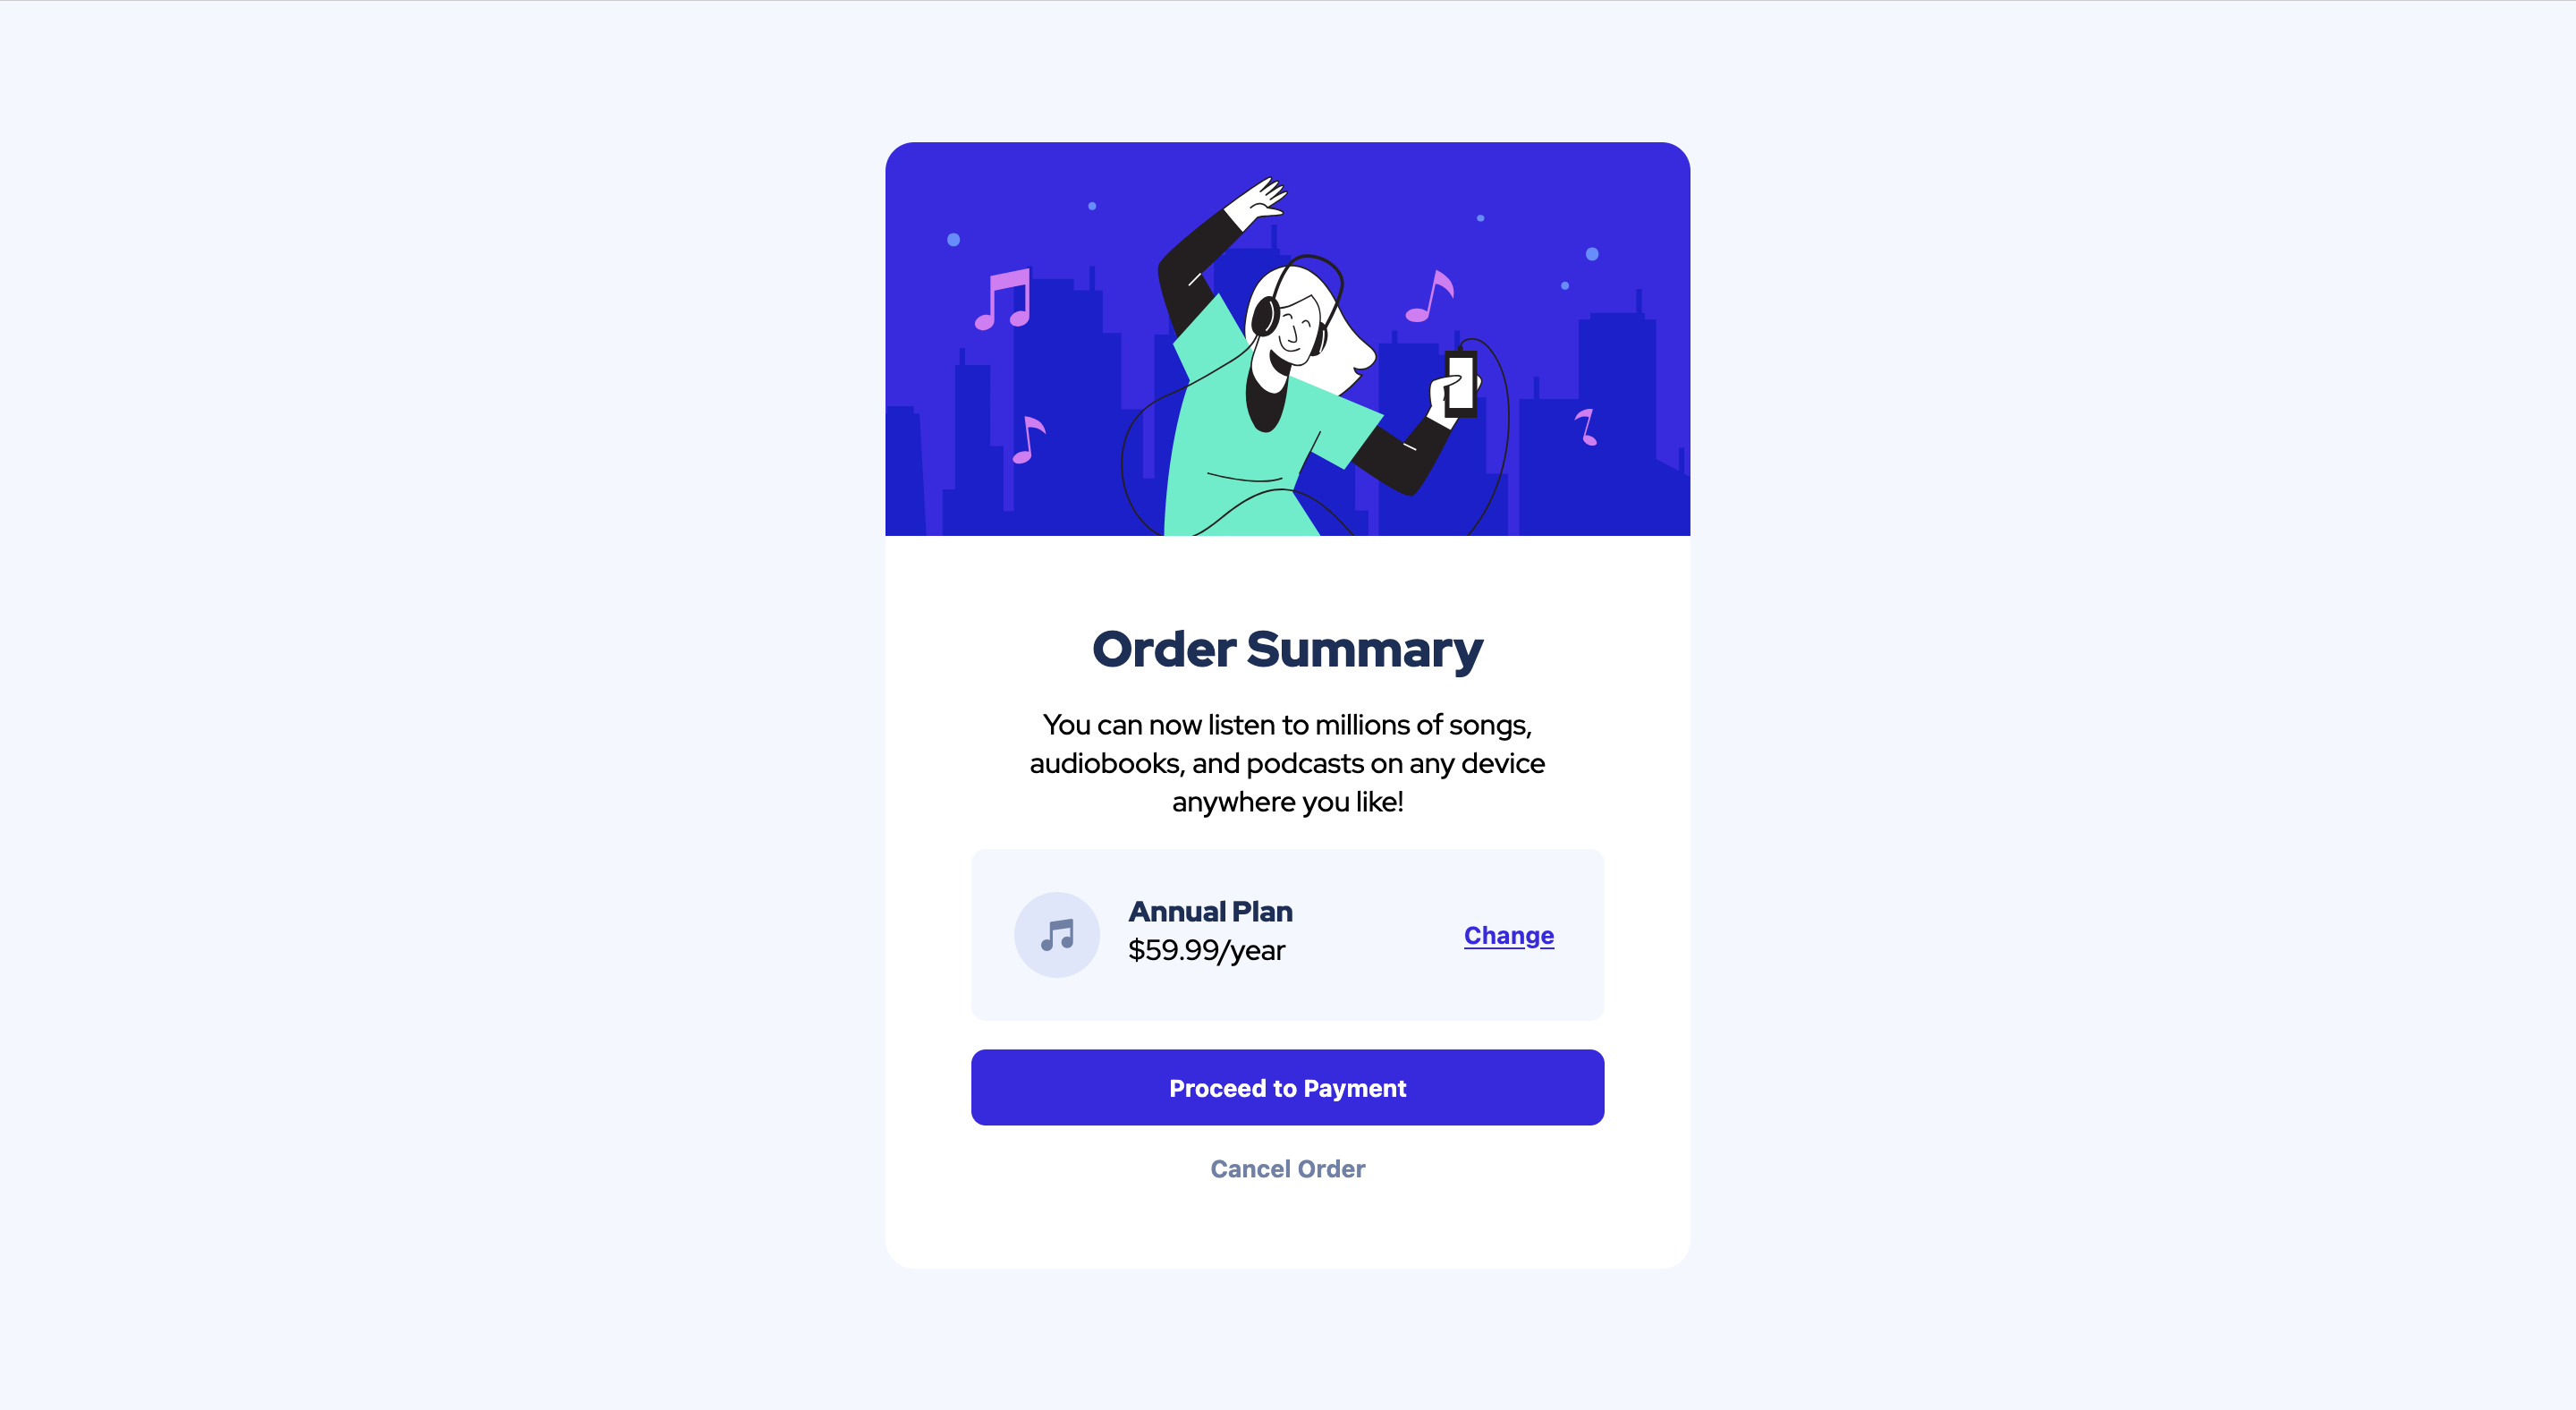 Order Summary
You can now listen to millions of songs,
audiobooks, and podcasts on any device
anywhere you like!
Annual Plan
$59.99/year
Change
Proceed to Payment
Cancel Order